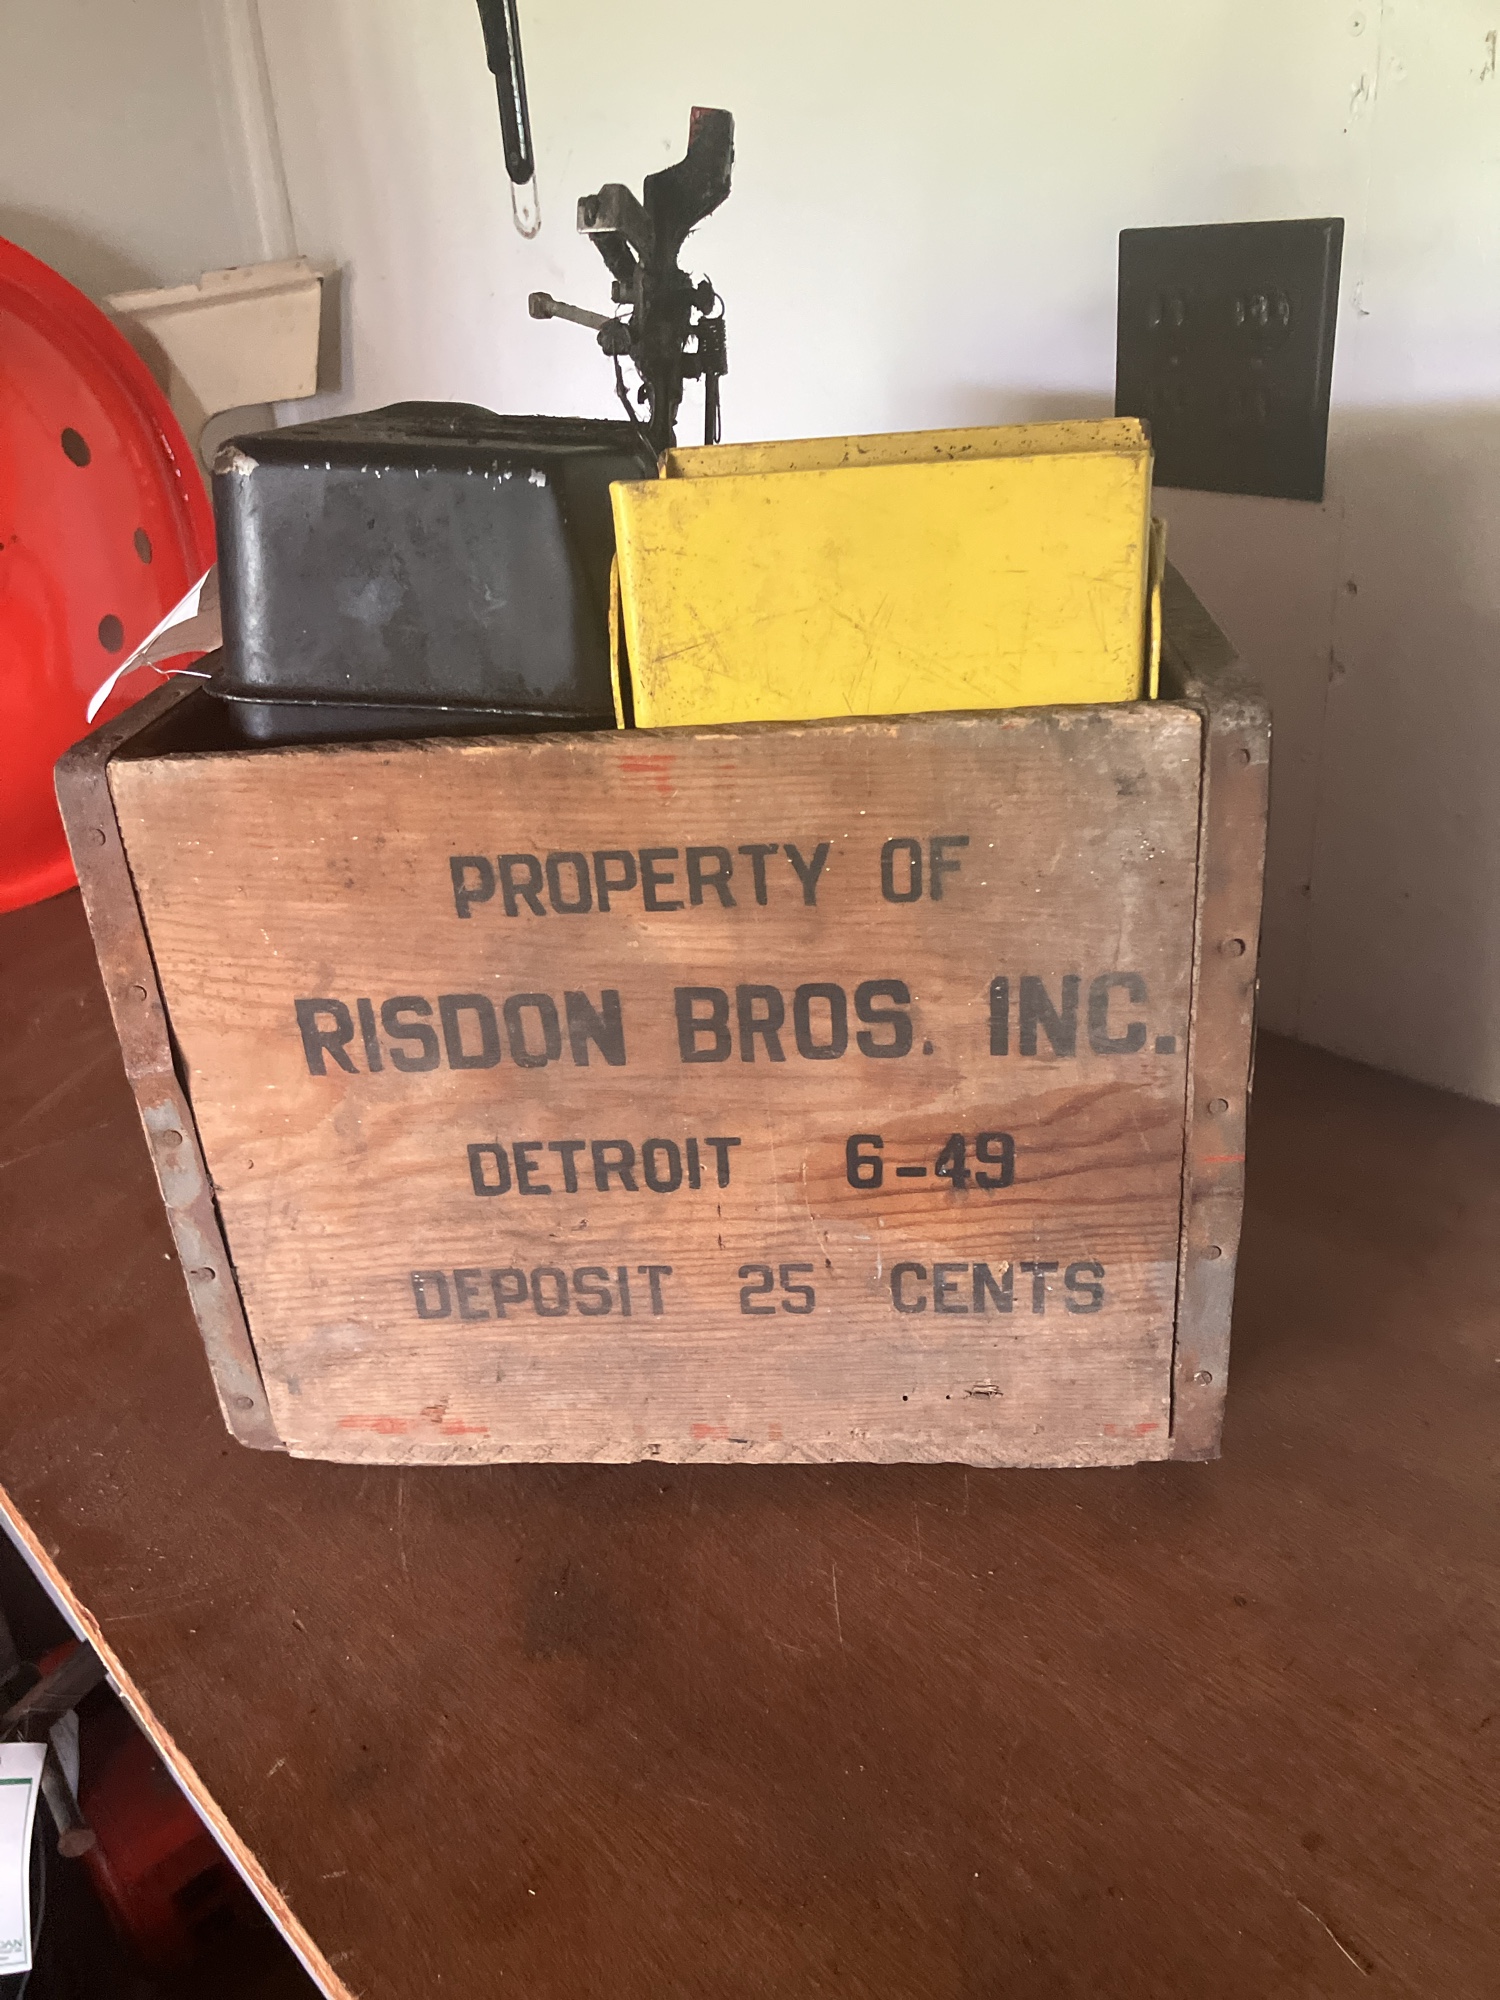 PROPERTY OF
RISDON BROS. INC.
DETROIT 6-49
DEPOSIT 25 CENTS